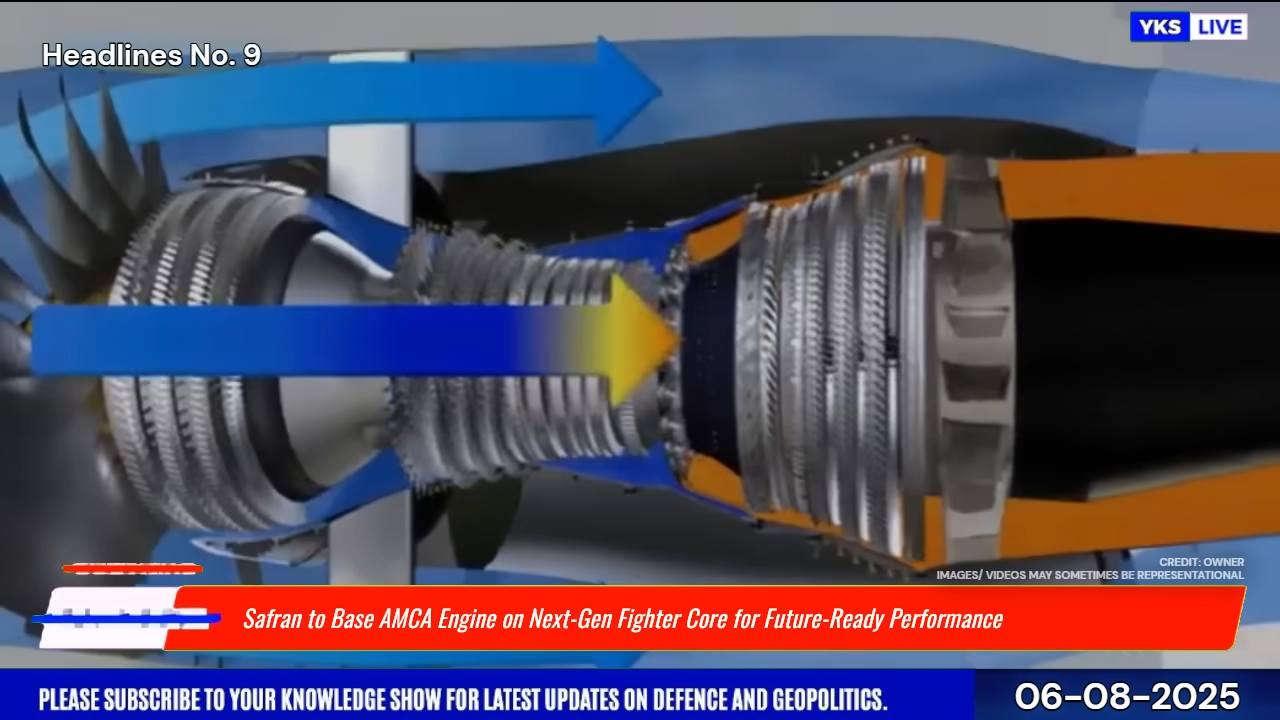 Headlines No. 9
YKS LIVE
CREDIT: OWNER
IMAGES/ VIDEOS MAY SOMETIMES BE REPRESENTATIONAL
Safran to Base AMCA Engine on Next-Gen Fighter Core for Future-Ready Performance
PLEASE SUBSCRIBE TO YOUR KNOWLEDGE SHOW FOR LATEST UPDATES ON DEFENCE AND GEOPOLITICS.
06-08-2025